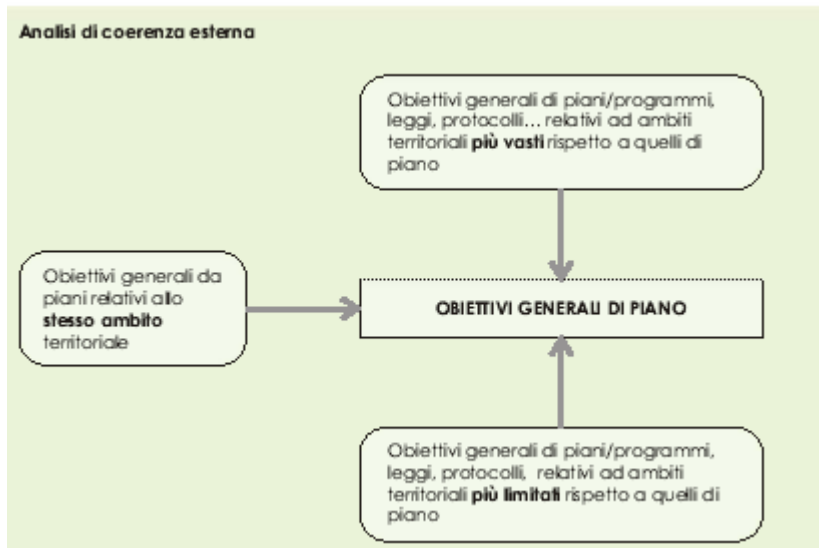 Analisi di coerenza esterna
Obiettivi generali di piani/programmi,
leggi, protocolli... relativi ad ambiti
territoriali più vasti rispetto a quelli di
piano
Obiettivi generali da
piani relativi allo
stesso ambito
territoriale
OBIETTIVI GENERALI DI PIANO
Obiettivi generali di piani/programmi,
leggi, protocolli, relativi ad ambiti
territoriali più limitati rispetto a quelli di
piano